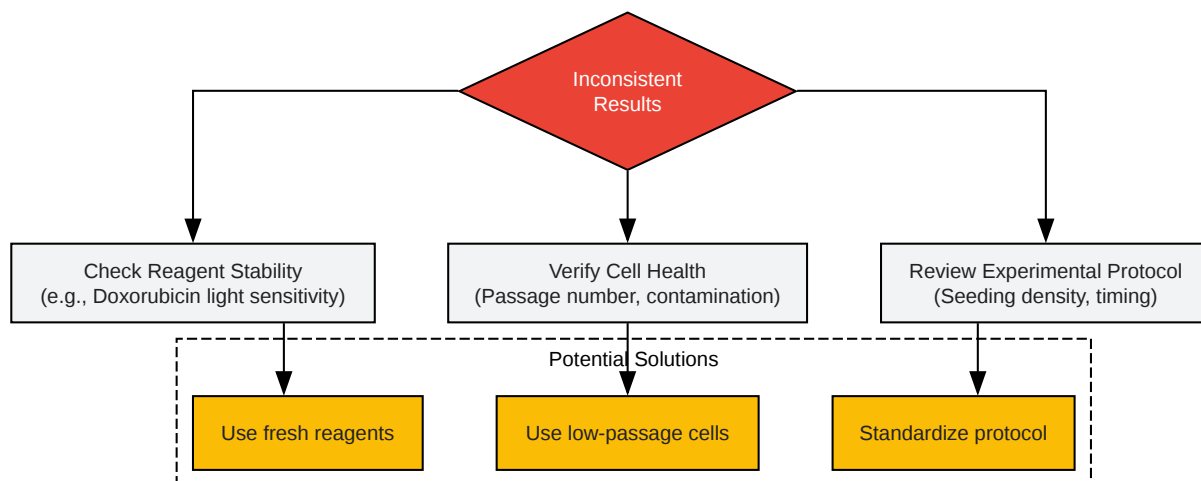 Inconsistent
Results
Check Reagent Stability
(e.g., Doxorubicin light sensitivity)
Verify Cell Health
(Passage number, contamination)
Review Experimental Protocol
(Seeding density, timing)
Potential Solutions
Use fresh reagents
Use low-passage cells
Standardize protocol